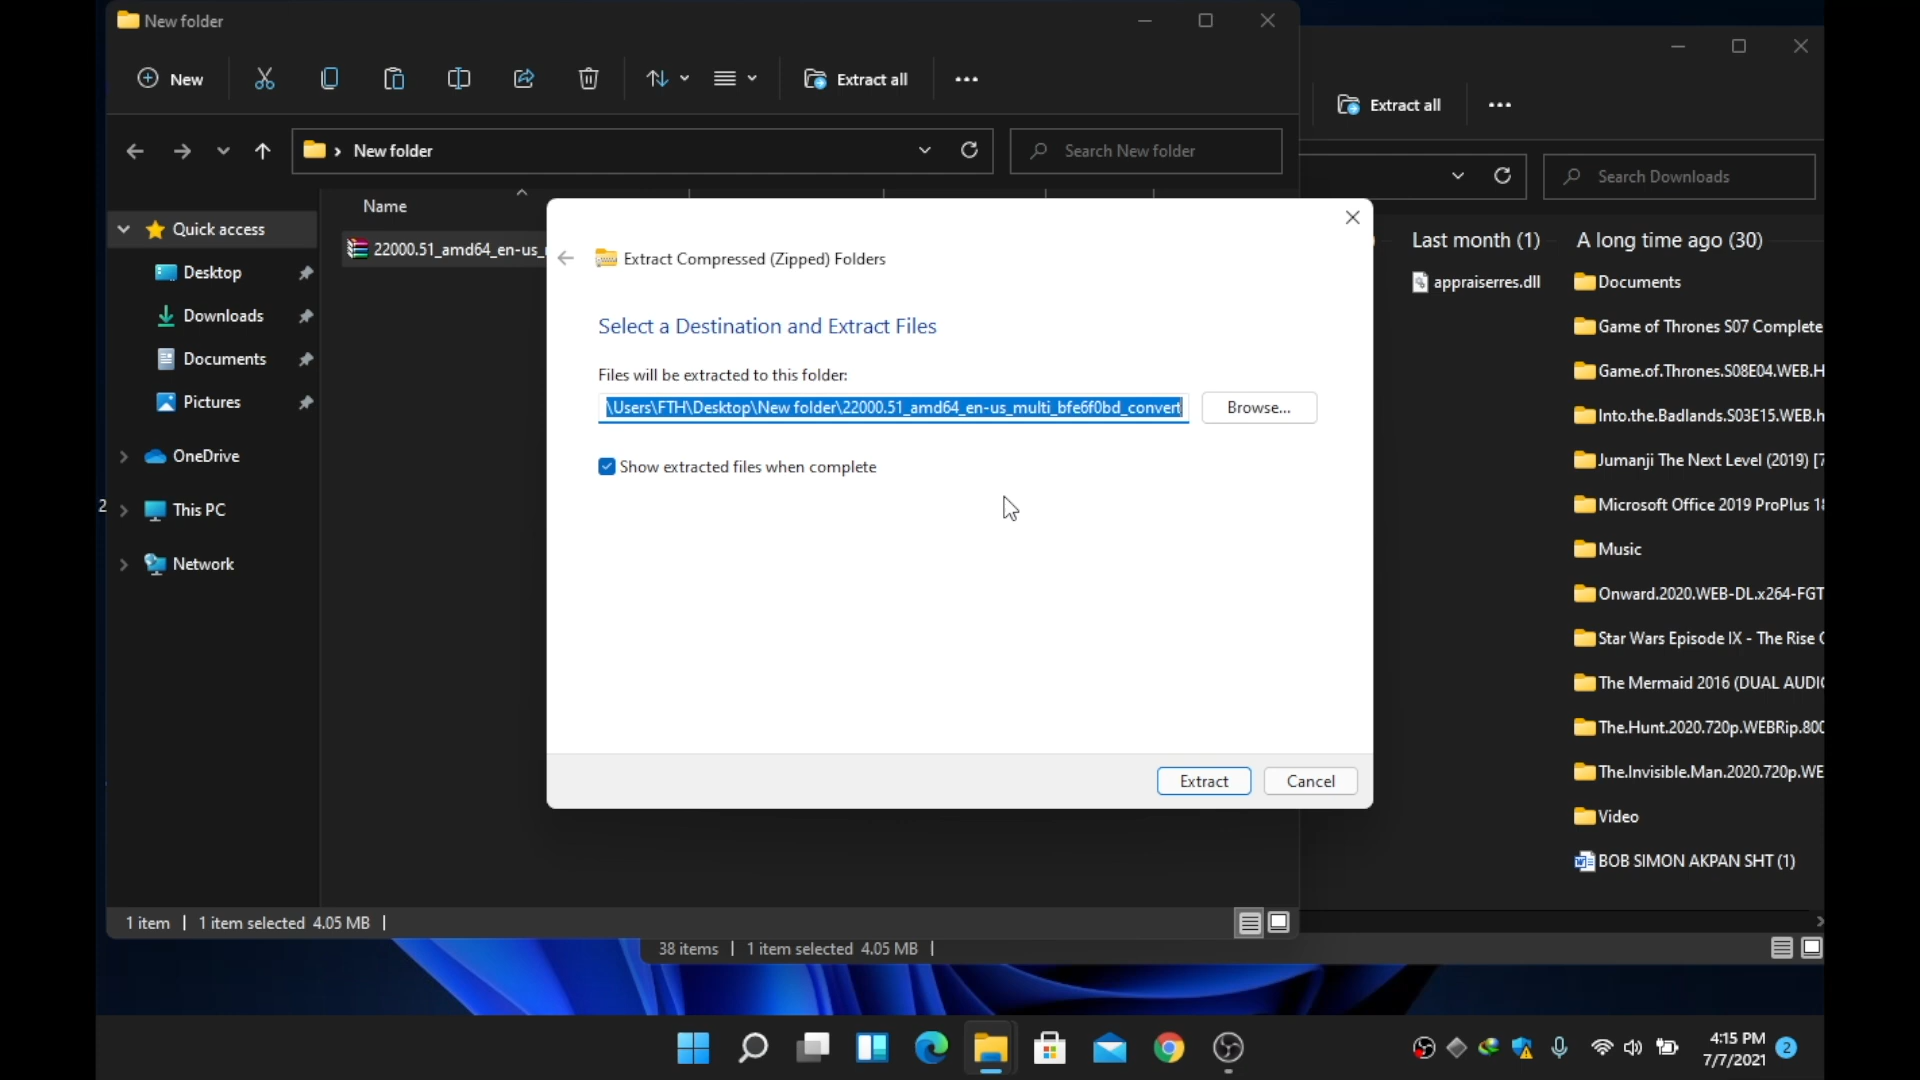 New folder
New
Extract all
New folder
Search New folder
Extract all
Search Downloads
Name
Quick access
22000.51_amd64_en-us_
Desktop
Downloads
Documents
Pictures
OneDrive
2
This PC
Network
Extract Compressed (Zipped) Folders
Select a Destination and Extract Files
Files will be extracted to this folder:
\Users\FTH\Desktop\New folder\22000.51_amd64_en-us_multi_bfe6f0bd_convert
Browse...
Show extracted files when complete
Extract
Cancel
Last month (1)
A long time ago (30)
appraiserres.dll
Documents
Game of Thrones S07 Complete
Game.of.Thrones.S08E04.WEB.H
Into.the.Badlands.S03E15.WEB.h
Jumanji The Next Level (2019) [7
Microsoft Office 2019 ProPlus 18
Music
Onward.2020.WEB-DL.x264-FGT
Star Wars Episode IX - The Rise
The Mermaid 2016 (DUAL AUDIO
The.Hunt.2020.720p.WEBRip.800
The.Invisible.Man.2020.720p.WE
Video
BOB SIMON AKPAN SHT (1)
1 item
1 item selected 4.05 MB
38 items
1 item selected 4.05 MB
4:15 PM
7/7/2021
2